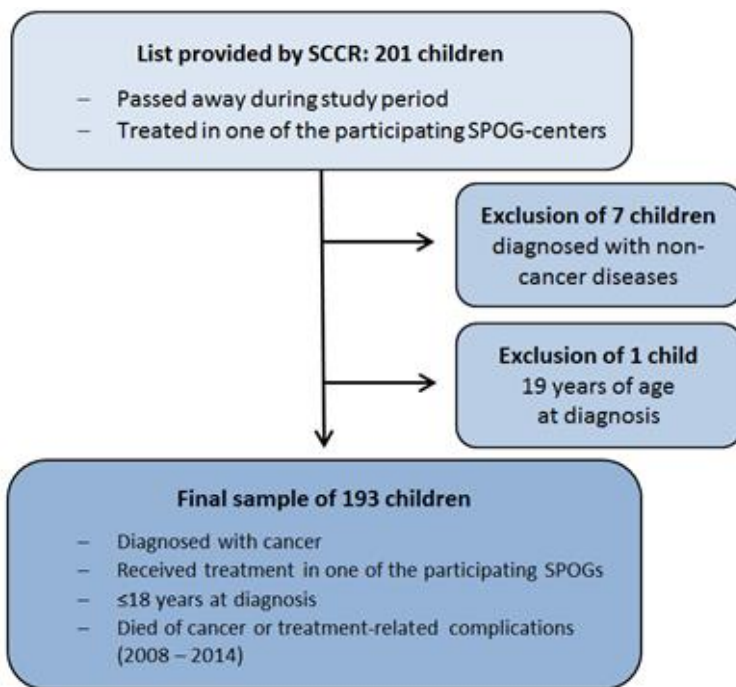 List provided by SCCR: 201 children
– Passed away during study period
– Treated in one of the participating SPOG-centers
Exclusion of 7 children
diagnosed with non-
cancer diseases
Exclusion of 1 child
19 years of age
at diagnosis
Final sample of 193 children
– Diagnosed with cancer
– Received treatment in one of the participating SPOGs
– ≤18 years at diagnosis
– Died of cancer or treatment-related complications
(2008 – 2014)